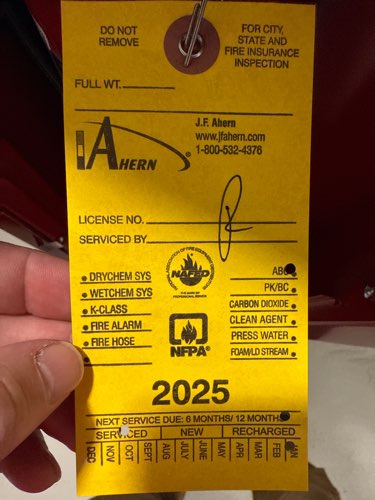 DO NOT
REMOVE
FOR CITY,
STATE AND
FIRE INSURANCE
INSPECTION
FULL WT.
J.F. Ahern
www.jfahern.com
1-800-532-4376
AHERN
LICENSE NO.
SERVICED BY
DRYCHEM SYS
WETCHEM SYS
K-CLASS
FIRE ALARM
FIRE HOSE
NAFED
NFPA®
ABC
PK/BC
CARBON DIOXIDE
CLEAN AGENT
PRESS WATER
FOAM/LD STREAM
2025
NEXT SERVICE DUE: 6 MONTHS/ 12 MONTHS
SERVICED NEW RECHARGED
DEC NOV OCT SEPT AUG JULY JUNE MAY APR MAR FEB JAN